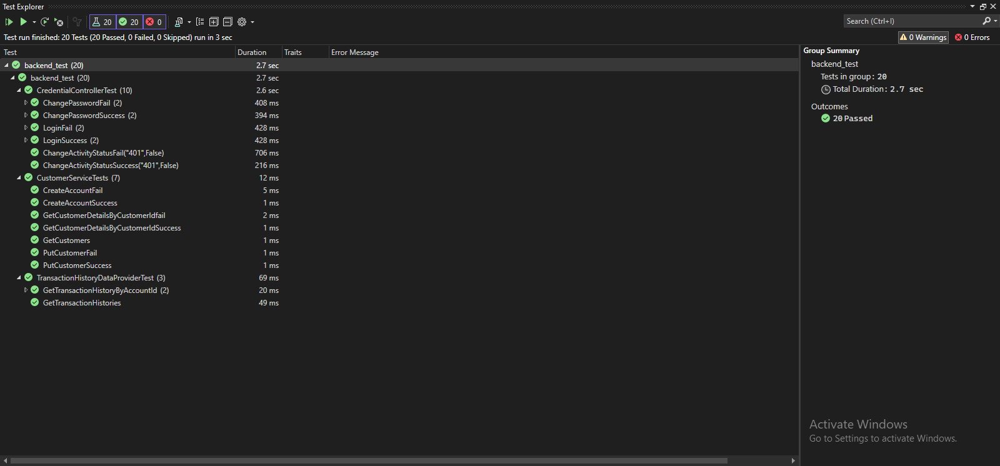 Test Explorer
20 20 0 Search (Ctrl+I)
Test run finished: 20 Tests (20 Passed, 0 Failed, 0 Skipped) run in 3 sec 0 Warnings 0 Errors
Test Duration Traits Error Message
backend_test (20) 2.7 sec
backend_test (20) 2.7 sec
CredentialControllerTest (10) 2.6 sec
ChangePasswordFail (2) 408 ms
ChangePasswordSuccess (2) 394 ms
LoginFail (2) 428 ms
LoginSuccess (2) 428 ms
ChangeActivityStatusFail("401",False) 706 ms
ChangeActivityStatusSuccess("401",False) 216 ms
CustomerServiceTests (7) 12 ms
CreateAccountFail 5 ms
CreateAccountSuccess 1 ms
GetCustomerDetailsByCustomerIdfail 2 ms
GetCustomerDetailsByCustomerIdSuccess 1 ms
GetCustomers 1 ms
PutCustomerFail 1 ms
PutCustomerSuccess 1 ms
TransactionHistoryDataProviderTest (3) 69 ms
GetTransactionHistoryByAccountId (2) 20 ms
GetTransactionHistories 49 ms
Group Summary
backend_test
Tests in group: 20
Total Duration: 2.7 sec
Outcomes
20 Passed
Activate Windows
Go to Settings to activate Windows.